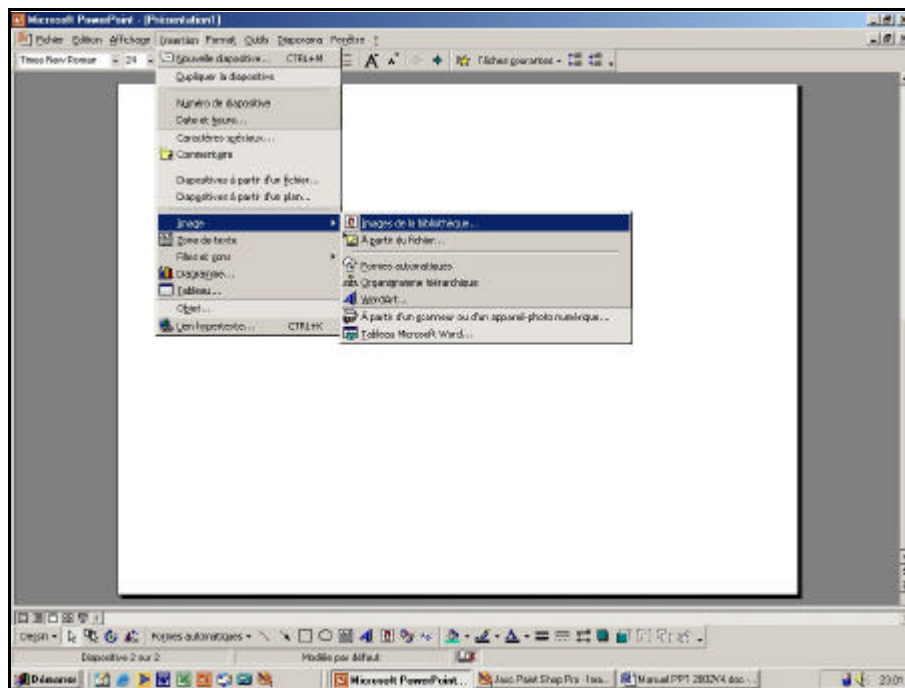 Microsoft PowerPoint - [Présentation1]
Fichier Edition Affichage Insertion Format Outils Diaporama Fenêtre ?
Times New Roman 24 Tâches courantes
Nouvelle diapositive... CTRL+M
Dupliquer la diapositive
Numéro de diapositive
Date et heure...
Caractères spéciaux...
Commentaire
Diapositives à partir d'un fichier...
Diapositives à partir d'un plan...
Image
Images de la bibliothèque...
À partir du fichier...
Formes automatiques
Organigramme hiérarchique
WordArt...
À partir d'un scanneur ou d'un appareil-photo numérique...
Tableau Microsoft Word...
Zone de texte
Films et sons
Diagramme...
Tableau...
Objet...
Lien hypertexte... CTRL+K
Dessin Formes automatiques
Diapositive 2 sur 2 Modèle par défaut
Démarrer Microsoft PowerPoint... Jasc Paint Shop Pro - Ima... Manuel PPT 2002V4.doc - 23:01